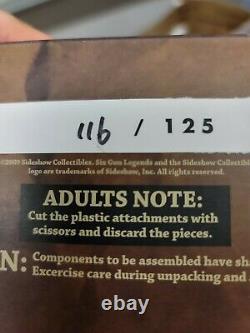 116 / 125
©2009 Sideshow Collectibles. Six Gun Legends and the Sideshow Collectibles
logo are trademarks of Sideshow, Inc. All rights reserved.
ADULTS NOTE:
Cut the plastic attachments with
scissors and discard the pieces.
N: Components to be assembled have sha
Excercise care during unpacking and a